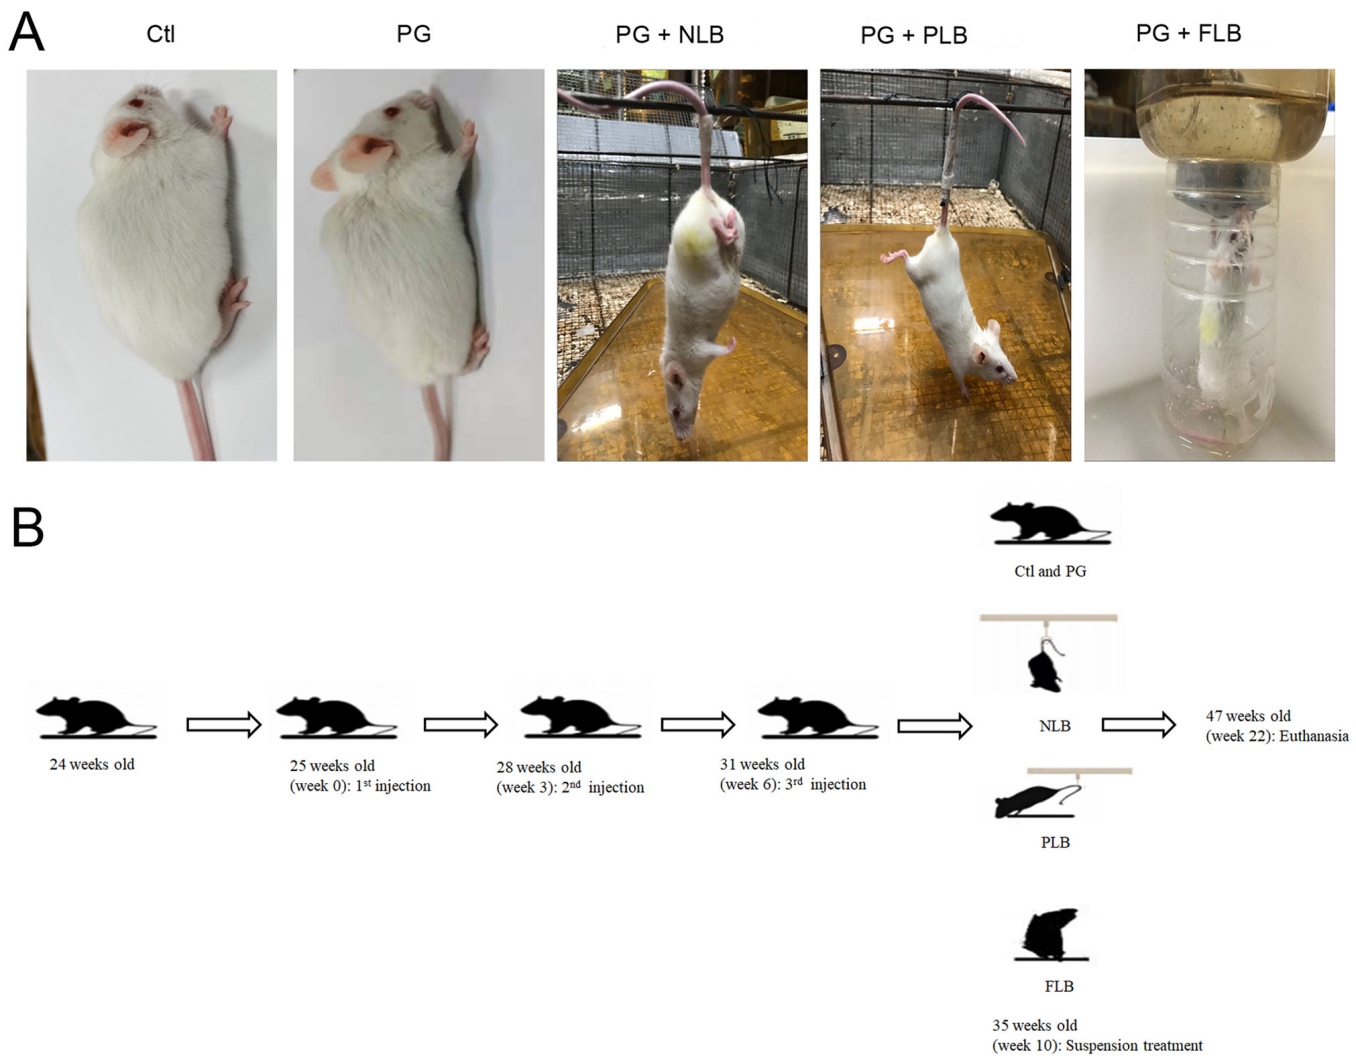 A
Ctl
PG
PG + NLB
PG + PLB
PG + FLB
B
24 weeks old
25 weeks old
(week 0): 1st injection
28 weeks old
(week 3): 2nd injection
31 weeks old
(week 6): 3rd injection
Ctl and PG
NLB
PLB
FLB
35 weeks old
(week 10): Suspension treatment
47 weeks old
(week 22): Euthanasia